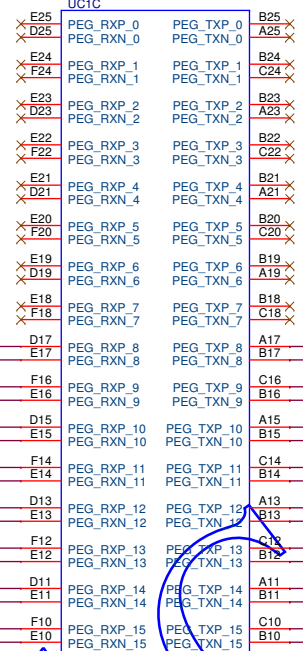 UC1C
E25 PEG_RXP_0 PEG_TXP_0 B25
D25 PEG_RXN_0 PEG_TXN_0 A25
E24 PEG_RXP_1 PEG_TXP_1 B24
F24 PEG_RXN_1 PEG_TXN_1 C24
E23 PEG_RXP_2 PEG_TXP_2 B23
D23 PEG_RXN_2 PEG_TXN_2 A23
E22 PEG_RXP_3 PEG_TXP_3 B22
F22 PEG_RXN_3 PEG_TXN_3 C22
E21 PEG_RXP_4 PEG_TXP_4 B21
D21 PEG_RXN_4 PEG_TXN_4 A21
E20 PEG_RXP_5 PEG_TXP_5 B20
F20 PEG_RXN_5 PEG_TXN_5 C20
E19 PEG_RXP_6 PEG_TXP_6 B19
D19 PEG_RXN_6 PEG_TXN_6 A19
E18 PEG_RXP_7 PEG_TXP_7 B18
F18 PEG_RXN_7 PEG_TXN_7 C18
D17 PEG_RXP_8 PEG_TXP_8 A17
E17 PEG_RXN_8 PEG_TXN_8 B17
F16 PEG_RXP_9 PEG_TXP_9 C16
E16 PEG_RXN_9 PEG_TXN_9 B16
D15 PEG_RXP_10 PEG_TXP_10 A15
E15 PEG_RXN_10 PEG_TXN_10 B15
F14 PEG_RXP_11 PEG_TXP_11 C14
E14 PEG_RXN_11 PEG_TXN_11 B14
D13 PEG_RXP_12 PEG_TXP_12 A13
E13 PEG_RXN_12 PEG_TXN_12 B13
F12 PEG_RXP_13 PEG_TXP_13 C12
E12 PEG_RXN_13 PEG_TXN_13 B12
D11 PEG_RXP_14 PEG_TXP_14 A11
E11 PEG_RXN_14 PEG_TXN_14 B11
F10 PEG_RXP_15 PEG_TXP_15 C10
E10 PEG_RXN_15 PEG_TXN_15 B10